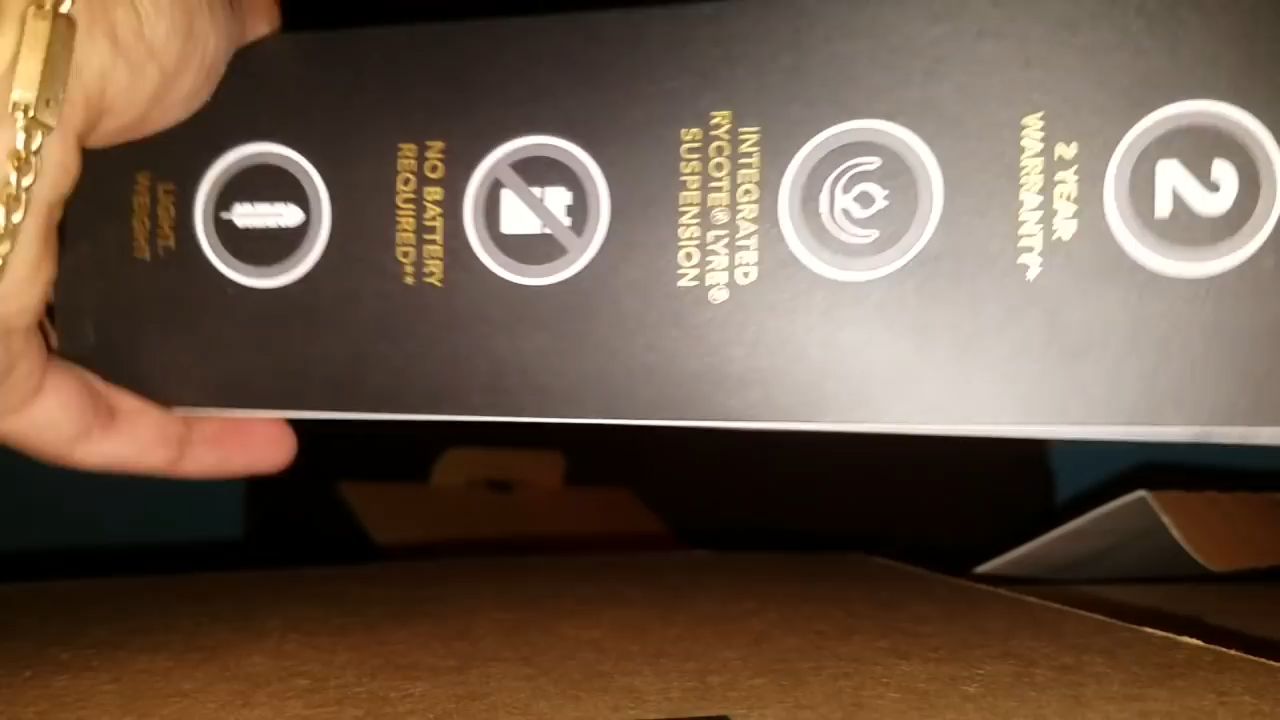 2
2 YEAR
WARRANTY*
INTEGRATED
RYCOTE® LYRE®
SUSPENSION
NO BATTERY
REQUIRED**
LIGHT
WEIGHT